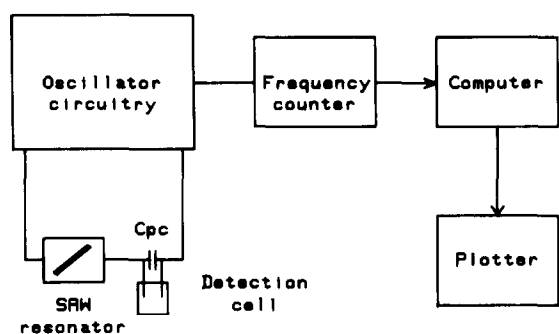 Oscillator
circuitry
Frequency
counter
Computer
Cpc
Plotter
Detection
cell
SAW
resonator